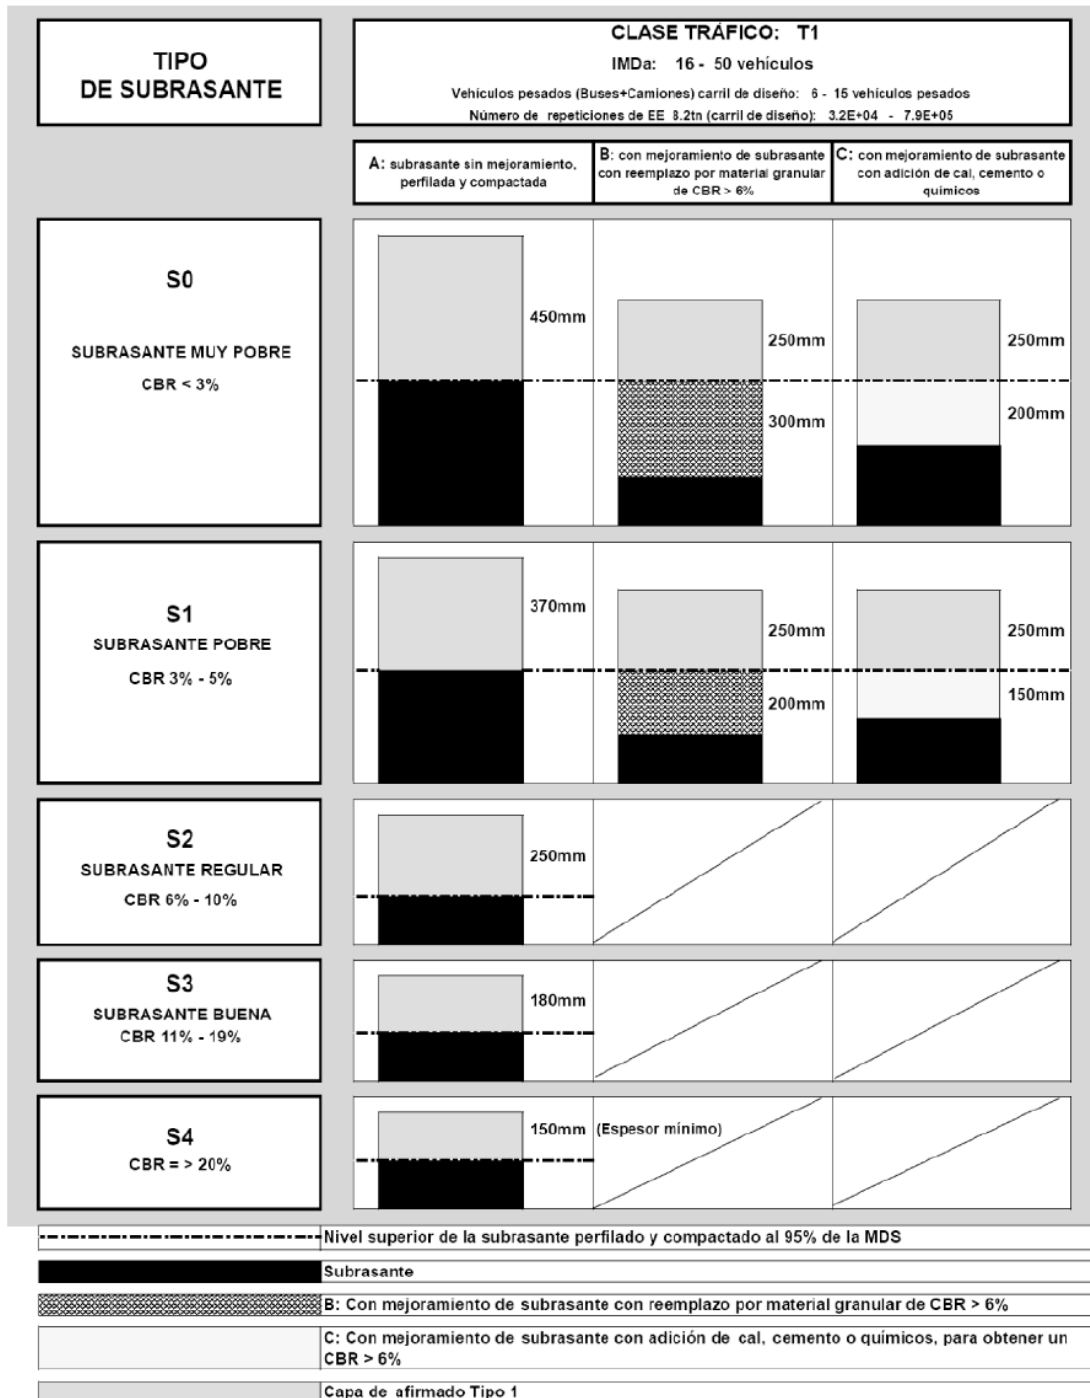 TIPO
DE SUBRASANTE
CLASE TRÁFICO: T1
IMDa: 16 - 50 vehículos
Vehículos pesados (Buses+Camiones) carril de diseño: 6 - 15 vehículos pesados
Número de repeticiones de EE 8.2tn (carril de diseño): 3.2E+04 - 7.9E+05
A: subrasante sin mejoramiento,
perfilada y compactada
B: con mejoramiento de subrasante
con reemplazo por material granular
de CBR > 6%
C: con mejoramiento de subrasante
con adición de cal, cemento o
químicos
S0
SUBRASANTE MUY POBRE
CBR < 3%
450mm
250mm
300mm
250mm
200mm
S1
SUBRASANTE POBRE
CBR 3% - 5%
370mm
250mm
200mm
250mm
150mm
S2
SUBRASANTE REGULAR
CBR 6% - 10%
250mm
S3
SUBRASANTE BUENA
CBR 11% - 19%
180mm
S4
CBR = > 20%
150mm (Espesor mínimo)
Nivel superior de la subrasante perfilado y compactado al 95% de la MDS
Subrasante
B: Con mejoramiento de subrasante con reemplazo por material granular de CBR > 6%
C: Con mejoramiento de subrasante con adición de cal, cemento o químicos, para obtener un
CBR > 6%
Capa de afirmado Tipo 1